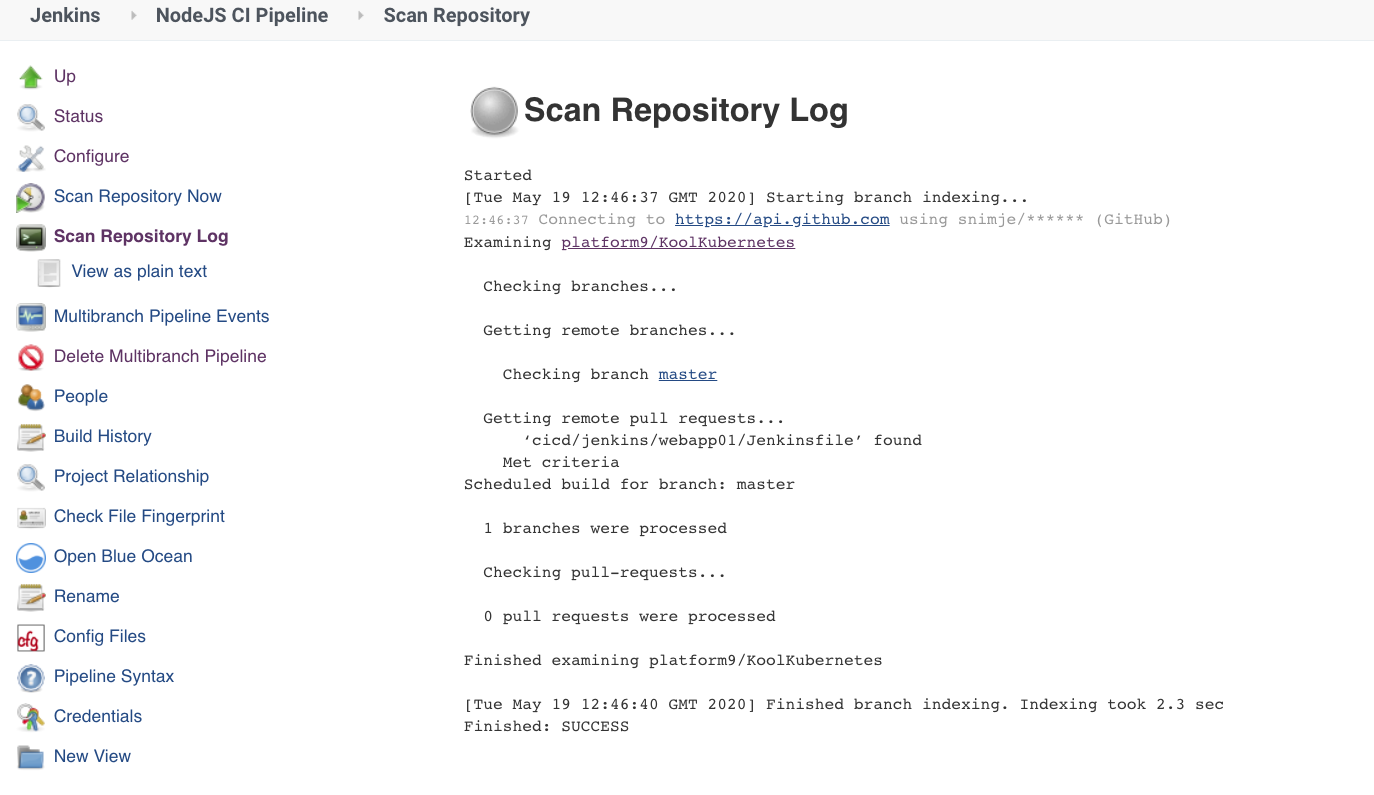 Jenkins NodeJS CI Pipeline Scan Repository
Up
Status
Configure
Scan Repository Now
Scan Repository Log
View as plain text
Multibranch Pipeline Events
Delete Multibranch Pipeline
People
Build History
Project Relationship
Check File Fingerprint
Open Blue Ocean
Rename
cfg Config Files
Pipeline Syntax
Credentials
New View
Scan Repository Log
Started
[Tue May 19 12:46:37 GMT 2020] Starting branch indexing...
12:46:37 Connecting to https://api.github.com using snimje/****** (GitHub)
Examining platform9/KoolKubernetes
Checking branches...
Getting remote branches...
Checking branch master
Getting remote pull requests...
‘cicd/jenkins/webapp01/Jenkinsfile’ found
Met criteria
Scheduled build for branch: master
1 branches were processed
Checking pull-requests...
0 pull requests were processed
Finished examining platform9/KoolKubernetes
[Tue May 19 12:46:40 GMT 2020] Finished branch indexing. Indexing took 2.3 sec
Finished: SUCCESS